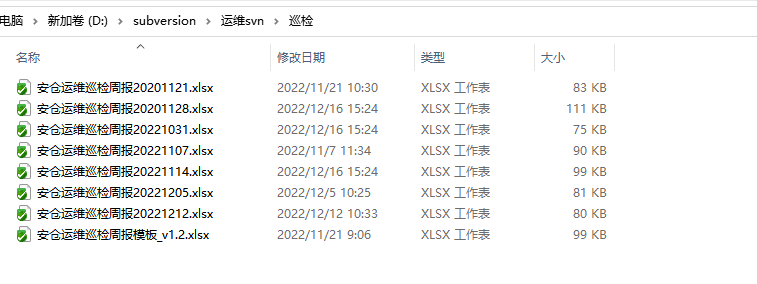 电脑 > 新加卷 (D:) > subversion > 运维svn > 巡检
名称 修改日期 类型 大小
安仓运维巡检周报20201121.xlsx 2022/11/21 10:30 XLSX 工作表 83 KB
安仓运维巡检周报20201128.xlsx 2022/12/16 15:24 XLSX 工作表 111 KB
安仓运维巡检周报20221031.xlsx 2022/12/16 15:24 XLSX 工作表 75 KB
安仓运维巡检周报20221107.xlsx 2022/11/7 11:34 XLSX 工作表 90 KB
安仓运维巡检周报20221114.xlsx 2022/12/16 15:24 XLSX 工作表 99 KB
安仓运维巡检周报20221205.xlsx 2022/12/5 10:25 XLSX 工作表 81 KB
安仓运维巡检周报20221212.xlsx 2022/12/12 10:33 XLSX 工作表 80 KB
安仓运维巡检周报模板_v1.2.xlsx 2022/11/21 9:06 XLSX 工作表 99 KB